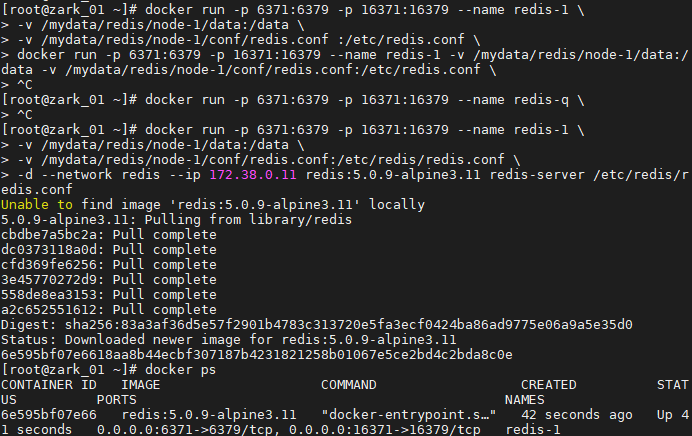 [root@zark_01 ~]# docker run -p 6371:6379 -p 16371:16379 --name redis-1 \
> -v /mydata/redis/node-1/data:/data \
> -v /mydata/redis/node-1/conf/redis.conf :/etc/redis.conf \
> docker run -p 6371:6379 -p 16371:16379 --name redis-1 -v /mydata/redis/node-1/data:/
data -v /mydata/redis/node-1/conf/redis.conf:/etc/redis.conf \
> ^C
[root@zark_01 ~]# docker run -p 6371:6379 -p 16371:16379 --name redis-q \
> ^C
[root@zark_01 ~]# docker run -p 6371:6379 -p 16371:16379 --name redis-1 \
> -v /mydata/redis/node-1/data:/data \
> -v /mydata/redis/node-1/conf/redis.conf:/etc/redis/redis.conf \
> -d --network redis --ip 172.38.0.11 redis:5.0.9-alpine3.11 redis-server /etc/redis/r
edis.conf
Unable to find image 'redis:5.0.9-alpine3.11' locally
5.0.9-alpine3.11: Pulling from library/redis
cbdbe7a5bc2a: Pull complete
dc0373118a0d: Pull complete
cfd369fe6256: Pull complete
3e45770272d9: Pull complete
558de8ea3153: Pull complete
a2c652551612: Pull complete
Digest: sha256:83a3af36d5e57f2901b4783c313720e5fa3ecf0424ba86ad9775e06a9a5e35d0
Status: Downloaded newer image for redis:5.0.9-alpine3.11
6e595bf07e6618aa8b44ecbf307187b4231821258b01067e5ce2bd4c2bda8c0e
[root@zark_01 ~]# docker ps
CONTAINER ID   IMAGE                    COMMAND                  CREATED          STAT
US          PORTS                                              NAMES
6e595bf07e66   redis:5.0.9-alpine3.11   "docker-entrypoint.s…"   42 seconds ago   Up 4
1 seconds   0.0.0.0:6371->6379/tcp, 0.0.0.0:16371->16379/tcp   redis-1